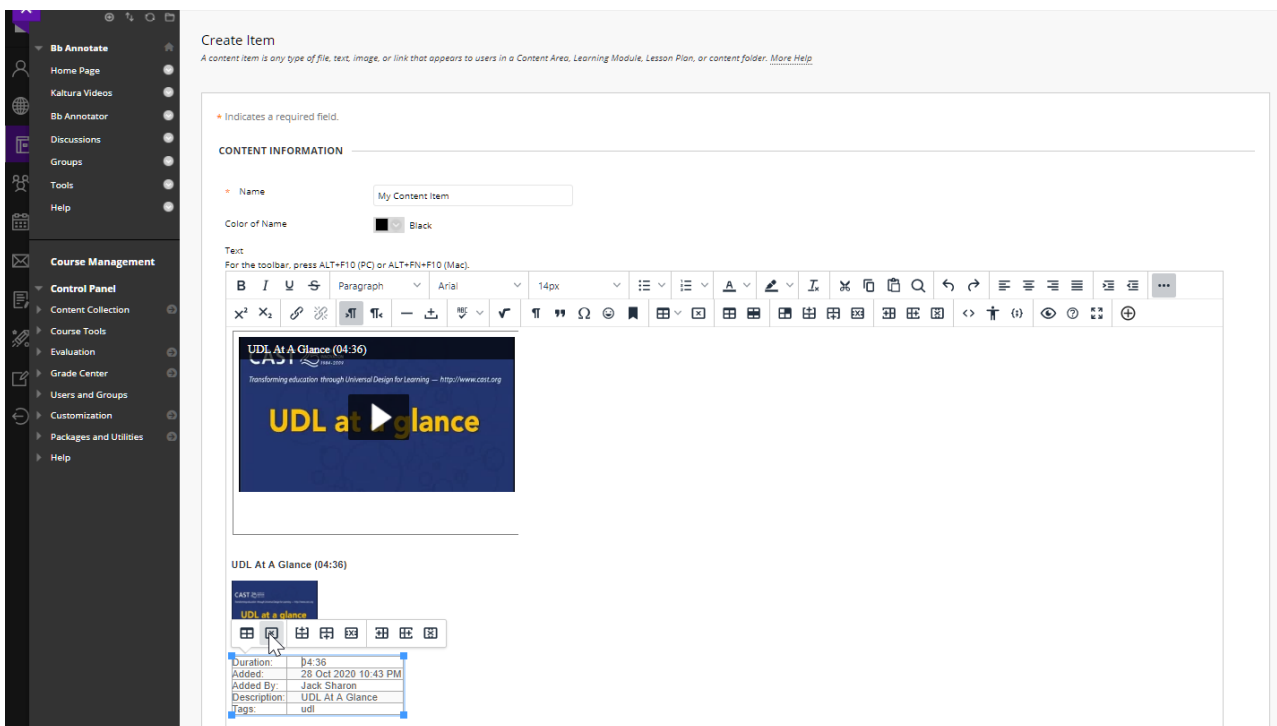 Bb Annotate
Home Page
Kaltura Videos
Bb Annotator
Discussions
Groups
Tools
Help
Course Management
Control Panel
Content Collection
Course Tools
Evaluation
Grade Center
Users and Groups
Customization
Packages and Utilities
Help
Create Item
A content item is any type of file, text, image, or link that appears to users in a Content Area, Learning Module, Lesson Plan, or content folder. More Help
* Indicates a required field.
CONTENT INFORMATION
* Name
My Content Item
Color of Name
Black
Text
For the toolbar, press ALT+F10 (PC) or ALT+FN+F10 (Mac).
B I U S Paragraph Arial 14px
UDL At A Glance (04:36)
CAST
1984-2009
Transforming education through Universal Design for Learning — http://www.cast.org
UDL at a glance
UDL At A Glance (04:36)
CAST
UDL at a glance
Duration: 04:36
Added: 28 Oct 2020 10:43 PM
Added By: Jack Sharon
Description: UDL At A Glance
Tags: udl